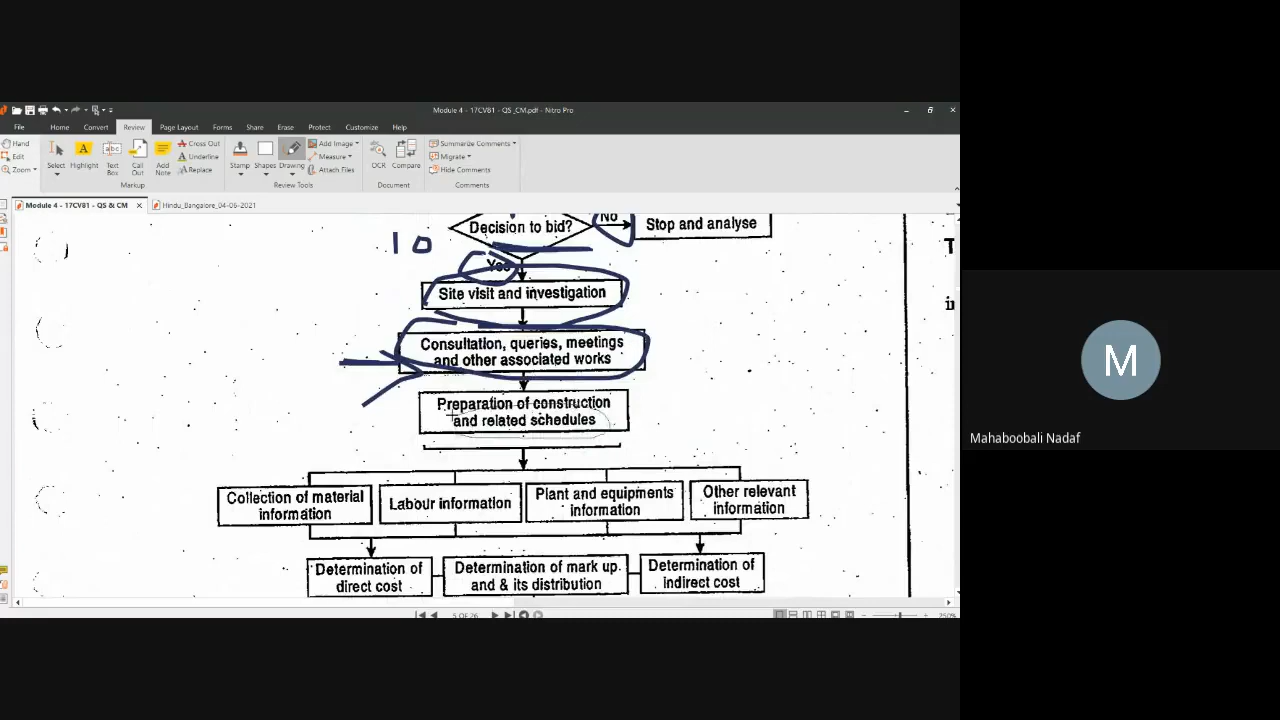 Module 4 - 17CV81 - QS _CM.pdf - Nitro Pro
File Home Convert Review Page Layout Forms Share Erase Protect Customize Help
Hand
Edit
Zoom
Select
Highlight
Text Box
Call Out
Add Note
Cross Out
Underline
Replace
Markup
Stamp
Shapes
Drawing
Add Image
Measure
Attach Files
Review Tools
OCR
Compare
Document
Summarize Comments
Migrate
Hide Comments
Comments
Module 4 - 17CV81 - QS & CM
Hindu_Bangalore_04-06-2021
Decision to bid?
No
Stop and analyse
10
Yes
Site visit and investigation
Consultation, queries, meetings
and other associated works
Preparation of construction
and related schedules
Collection of material
information
Labour information
Plant and equipments
information
Other relevant
information
Determination of
direct cost
Determination of mark up
and & its distribution
Determination of
indirect cost
5 OF 26
250%
M
Mahaboobali Nadaf